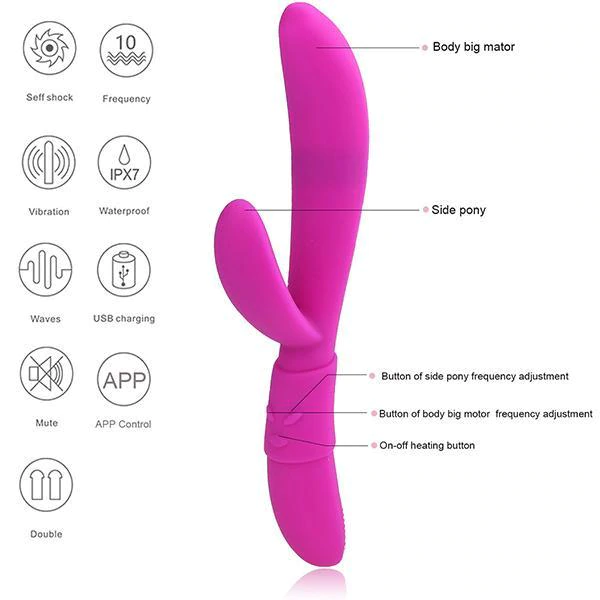 10
Seff shock
Frequency
IPX7
Vibration
Waterproof
Waves
USB charging
APP
Mute
APP Control
Double
Body big mator
Side pony
Button of side pony frequency adjustment
Button of body big motor frequency adjustment
On-off heating button